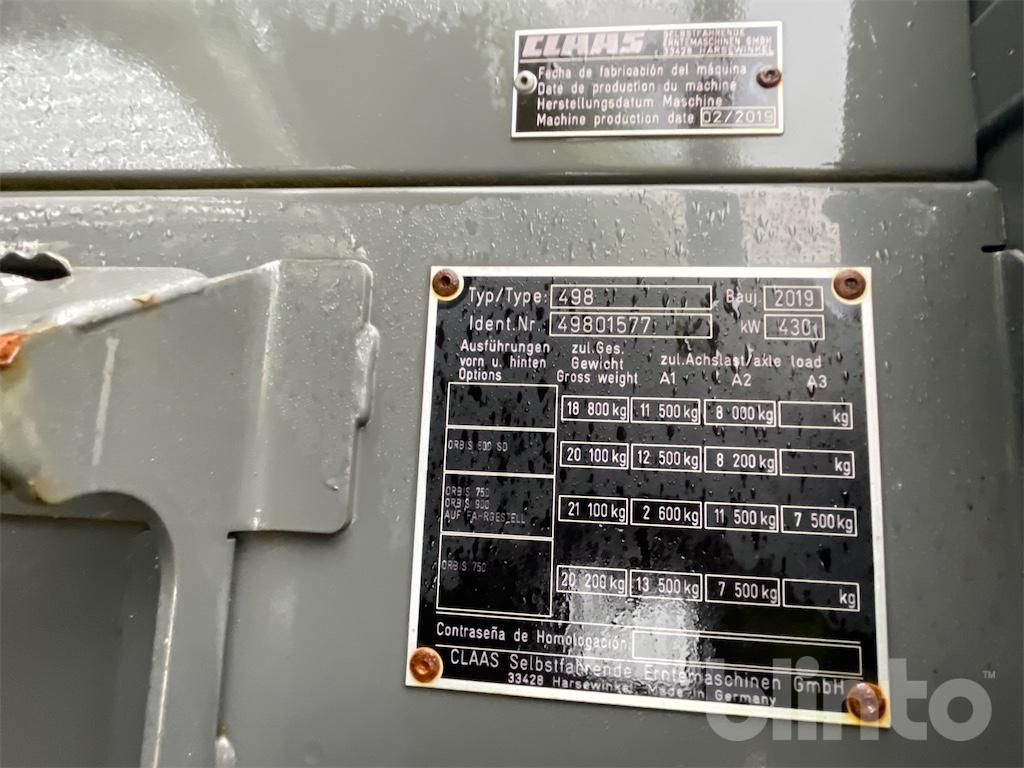 CLAAS SELBSTFAHRENDE
ERNTEMASCHINEN GMBH
33428 HARSEWINKEL
Fecha de fabricación del máquina
Date de production du machine
Herstellungsdatum Maschine
Machine production date 02/2019
Typ/Type: 498 Bauj. 2019
Ident.Nr. 49801577 kW 430
Ausführungen zul.Ges. zul.Achslast/axle load
vorn u. hinten Gewicht
Options Gross weight A1 A2 A3
18 800 kg 11 500 kg 8 000 kg kg
ORBIS 600 SD 20 100 kg 12 500 kg 8 200 kg kg
ORBIS 750
ORBIS 900
AUF FAHRGESTELL 21 100 kg 2 600 kg 11 500 kg 7 500 kg
ORBIS 750 20 200 kg 13 500 kg 7 500 kg kg
Contraseña de Homologación:
CLAAS Selbstfahrende Erntemaschinen GmbH
33428 Harsewinkel Made in Germany
blinto™